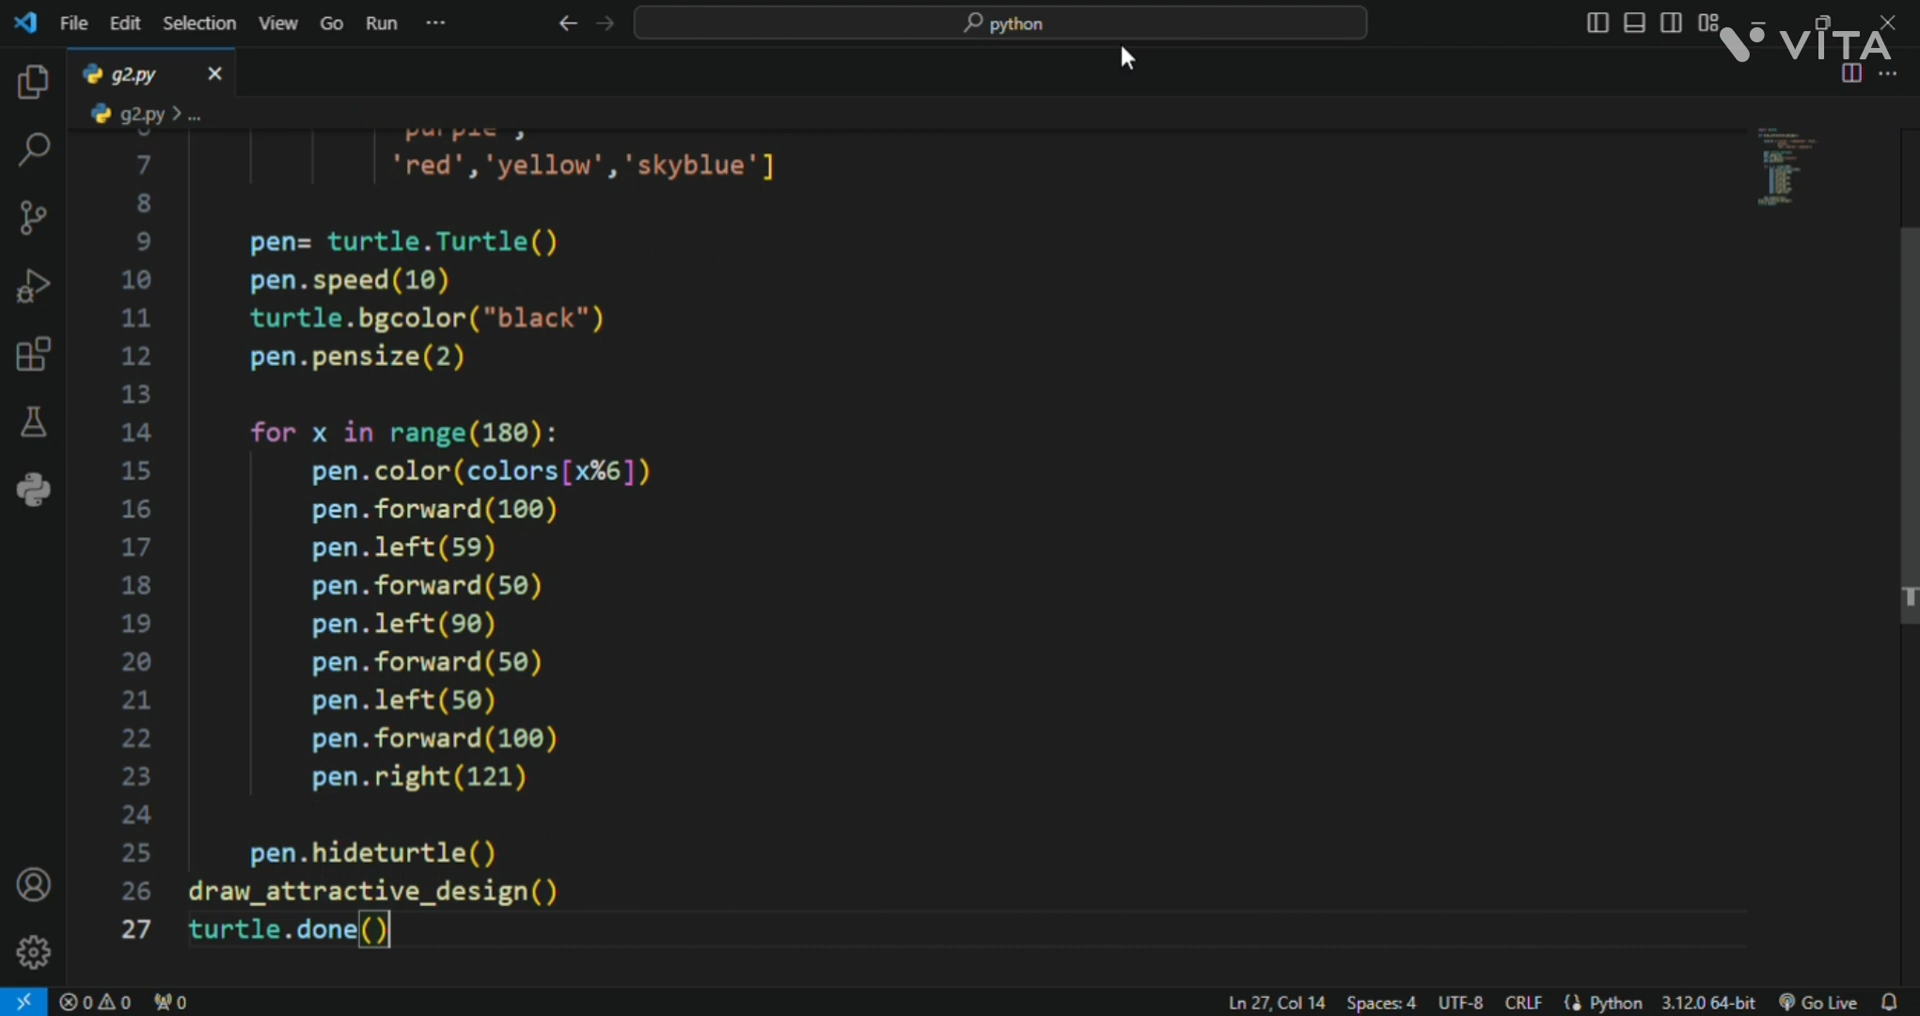 File Edit Selection View Go Run ···
python
VITA
g2.py
g2.py > ...
purple',
7 'red','yellow','skyblue']
8
9 pen= turtle.Turtle()
10 pen.speed(10)
11 turtle.bgcolor("black")
12 pen.pensize(2)
13
14 for x in range(180):
15 pen.color(colors[x%6])
16 pen.forward(100)
17 pen.left(59)
18 pen.forward(50)
19 pen.left(90)
20 pen.forward(50)
21 pen.left(50)
22 pen.forward(100)
23 pen.right(121)
24
25 pen.hideturtle()
26 draw_attractive_design()
27 turtle.done()
0 0 0 Ln 27, Col 14 Spaces: 4 UTF-8 CRLF Python 3.12.0 64-bit Go Live